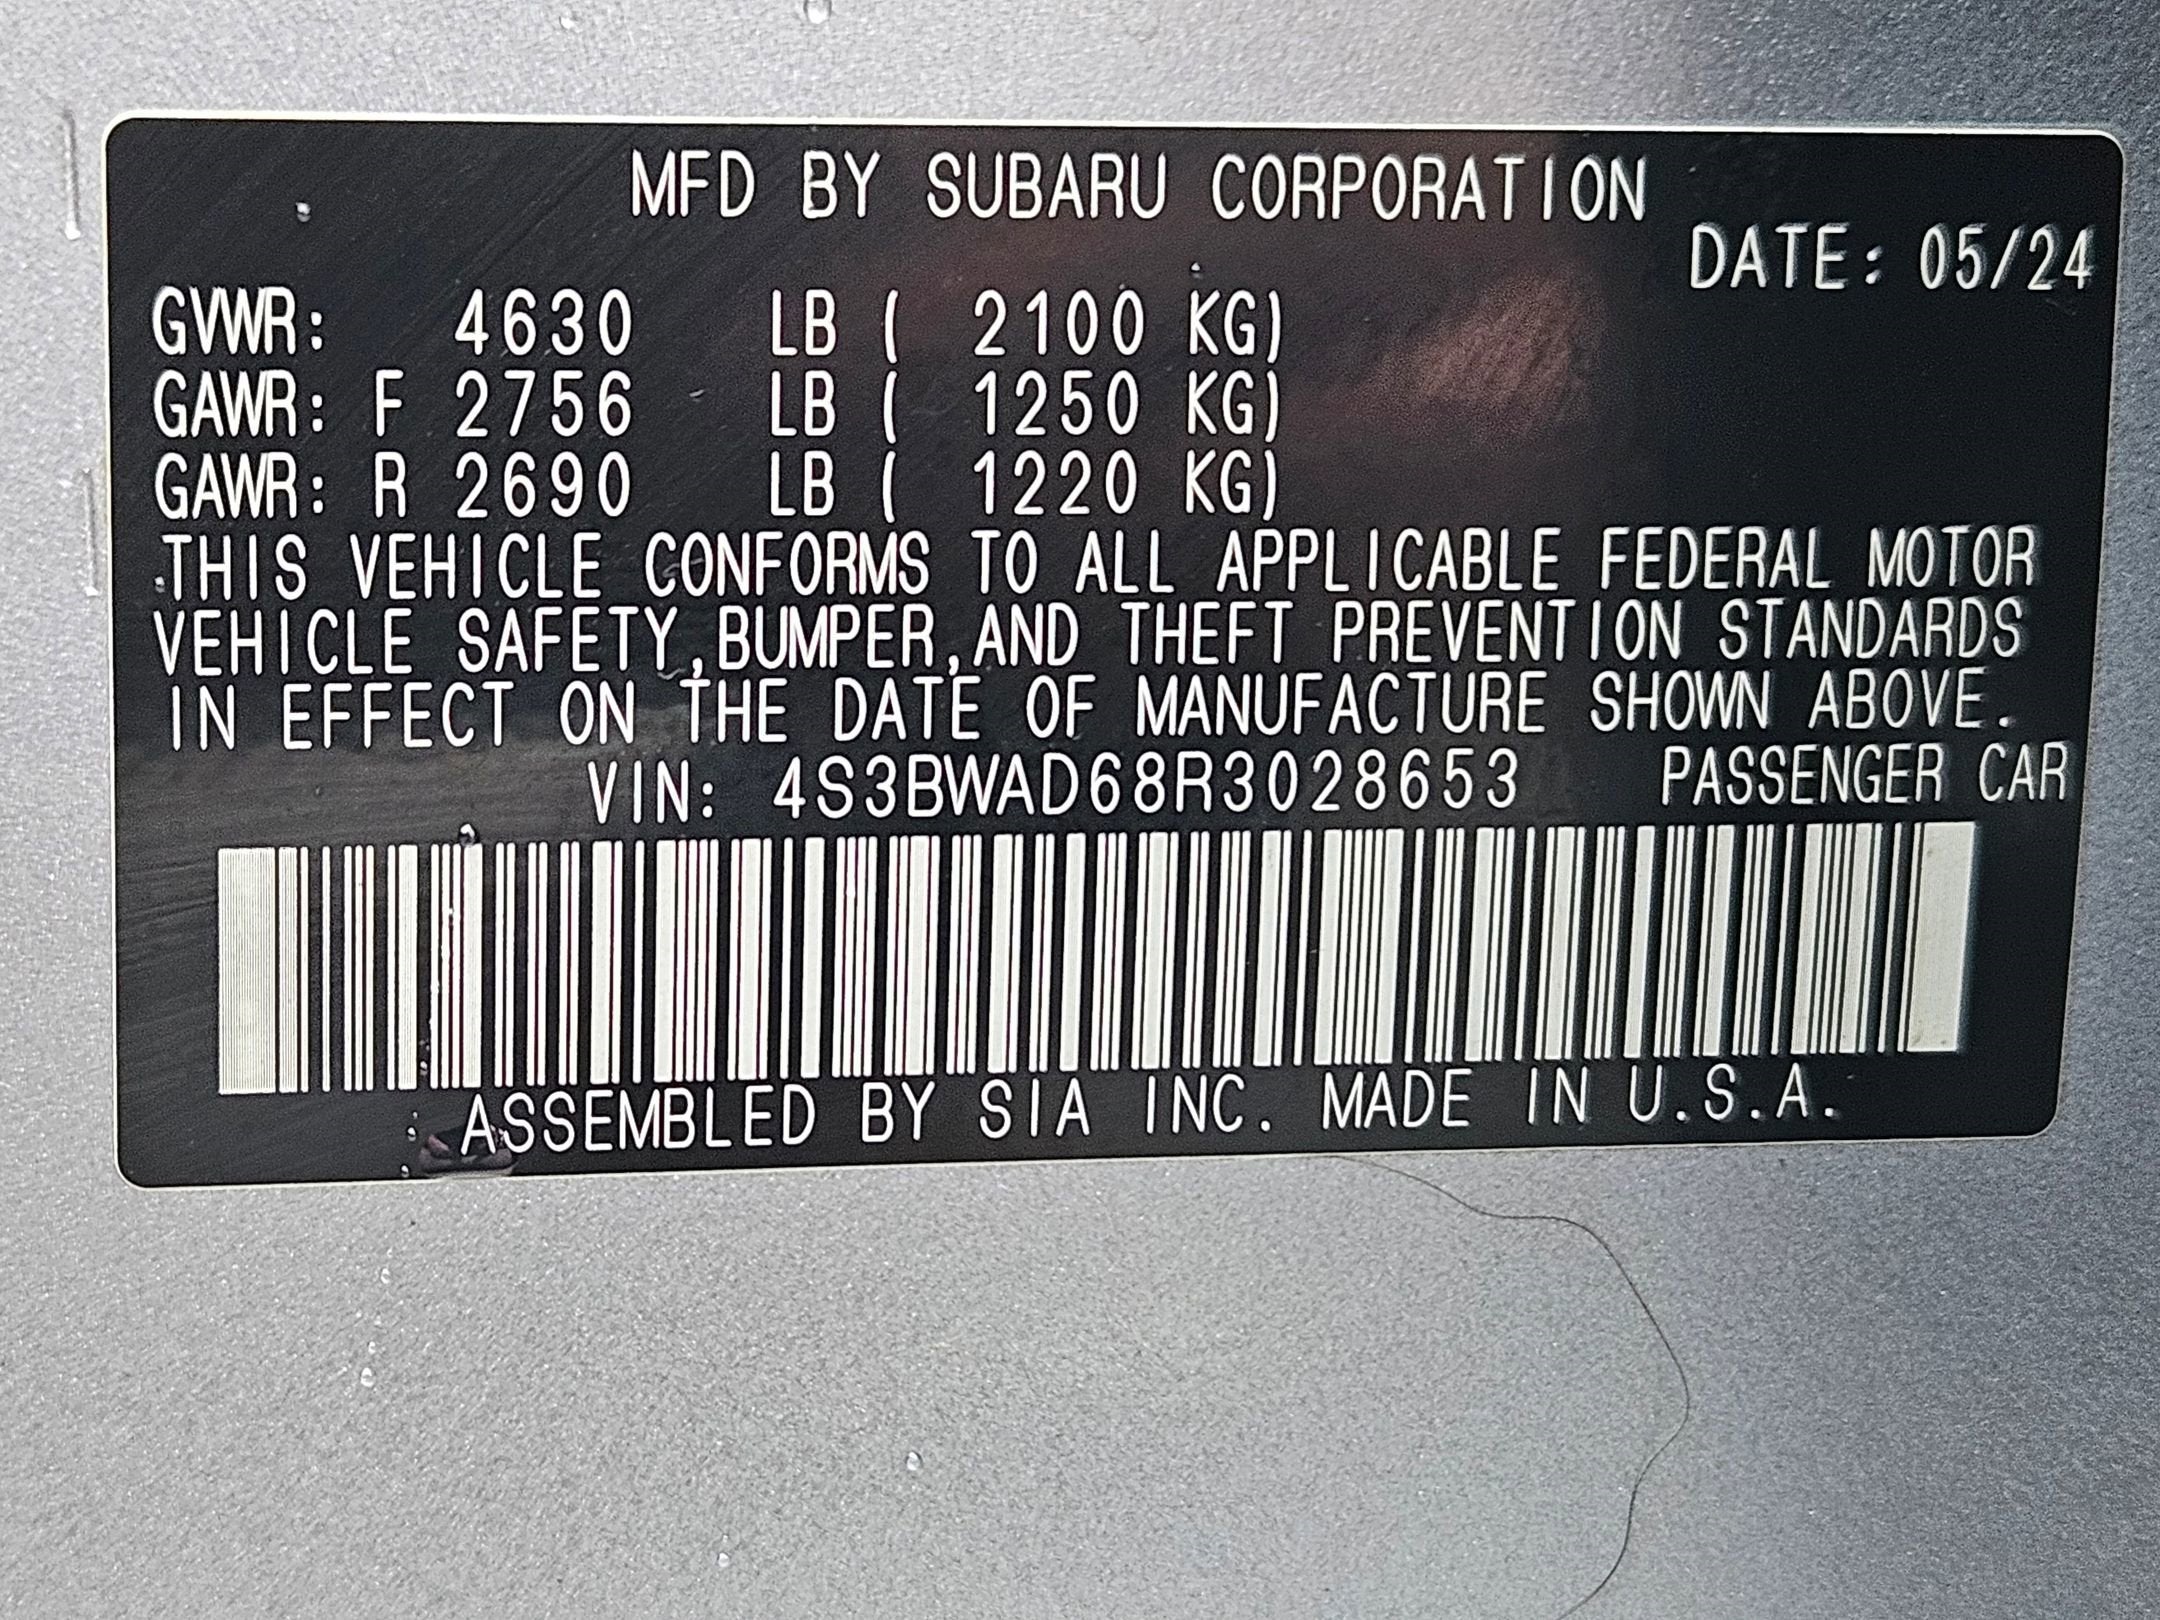 MFD BY SUBARU CORPORATION
DATE: 05/24
GVWR: 4630 LB ( 2100 KG)
GAWR: F 2756 LB ( 1250 KG)
GAWR: R 2690 LB ( 1220 KG)
THIS VEHICLE CONFORMS TO ALL APPLICABLE FEDERAL MOTOR
VEHICLE SAFETY,BUMPER,AND THEFT PREVENTION STANDARDS
IN EFFECT ON THE DATE OF MANUFACTURE SHOWN ABOVE.
VIN: 4S3BWAD68R3028653 PASSENGER CAR
ASSEMBLED BY SIA INC. MADE IN U.S.A.